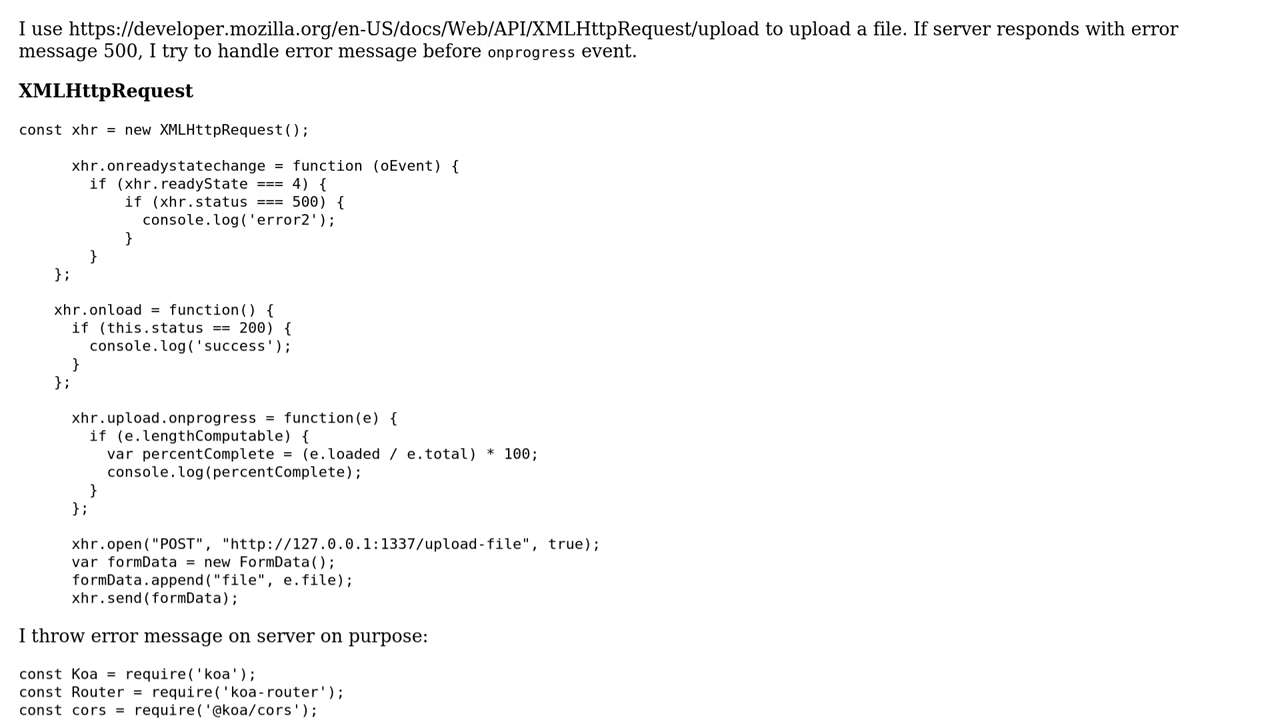 I use https://developer.mozilla.org/en-US/docs/Web/API/XMLHttpRequest/upload to upload a file. If server responds with error
message 500, I try to handle error message before onprogress event.
XMLHttpRequest
const xhr = new XMLHttpRequest();
xhr.onreadystatechange = function (oEvent) {
if (xhr.readyState === 4) {
if (xhr.status === 500) {
console.log('error2');
}
}
};
xhr.onload = function() {
if (this.status == 200) {
console.log('success');
}
};
xhr.upload.onprogress = function(e) {
if (e.lengthComputable) {
var percentComplete = (e.loaded / e.total) * 100;
console.log(percentComplete);
}
};
xhr.open("POST", "http://127.0.0.1:1337/upload-file", true);
var formData = new FormData();
formData.append("file", e.file);
xhr.send(formData);
I throw error message on server on purpose:
const Koa = require('koa');
const Router = require('koa-router');
const cors = require('@koa/cors');